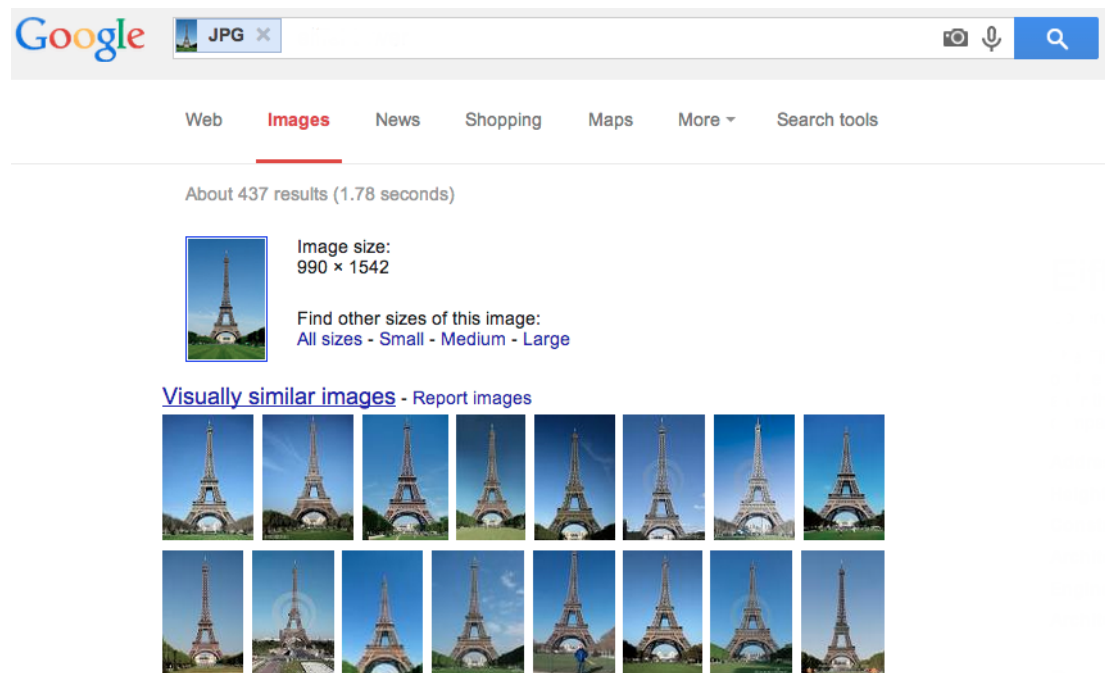 Google JPG ×
Web Images News Shopping Maps More Search tools
About 437 results (1.78 seconds)
Image size:
990 × 1542
Find other sizes of this image:
All sizes - Small - Medium - Large
Visually similar images - Report images